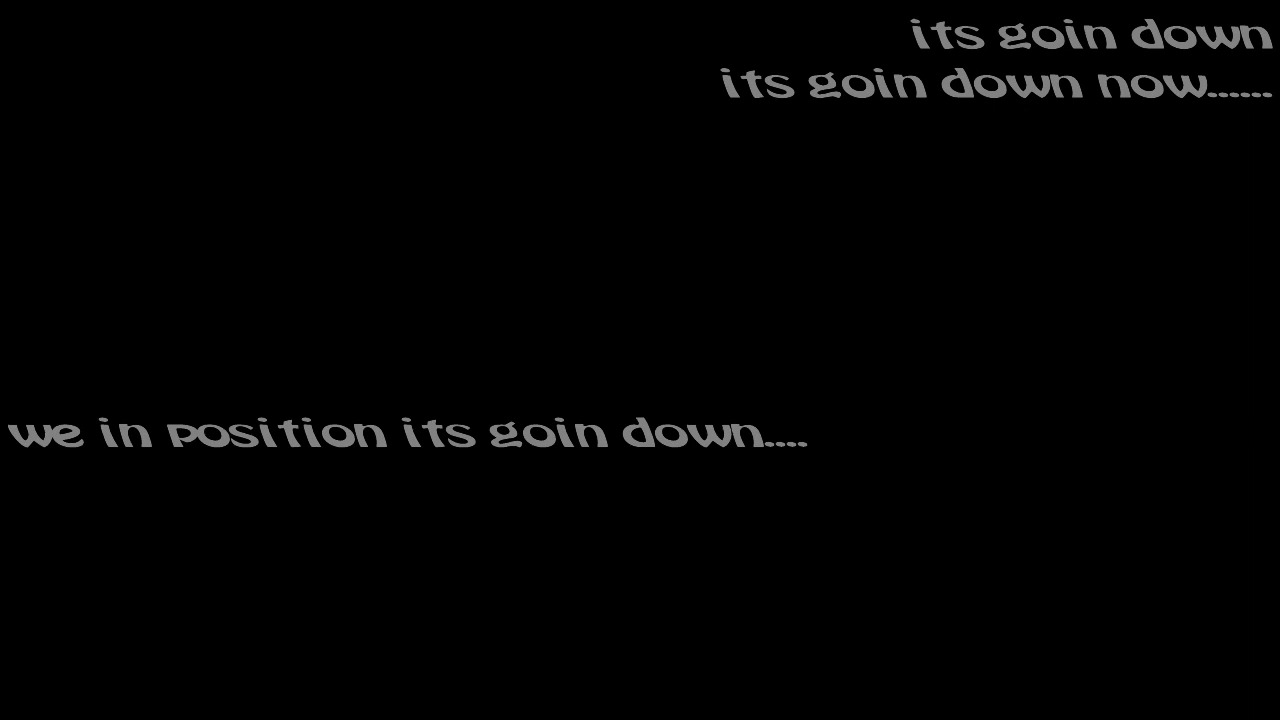 its goin down
its goin down now......
we in position its goin down....